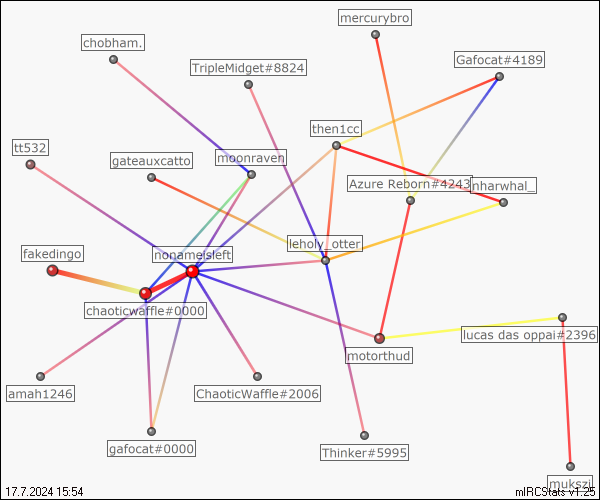 mercurybro
chobham.
Gafocat#4189
TripleMidget#8824
then1cc
tt532
gateauxcatto
moonraven
Azure Reborn#4243
nharwhal_
leholy_otter
nonameisleft
fakedingo
chaoticwaffle#0000
lucas das oppai#2396
motorthud
amah1246
ChaoticWaffle#2006
gafocat#0000
Thinker#5995
mukszi
17.7.2024 15:54
mIRCStats v1.25